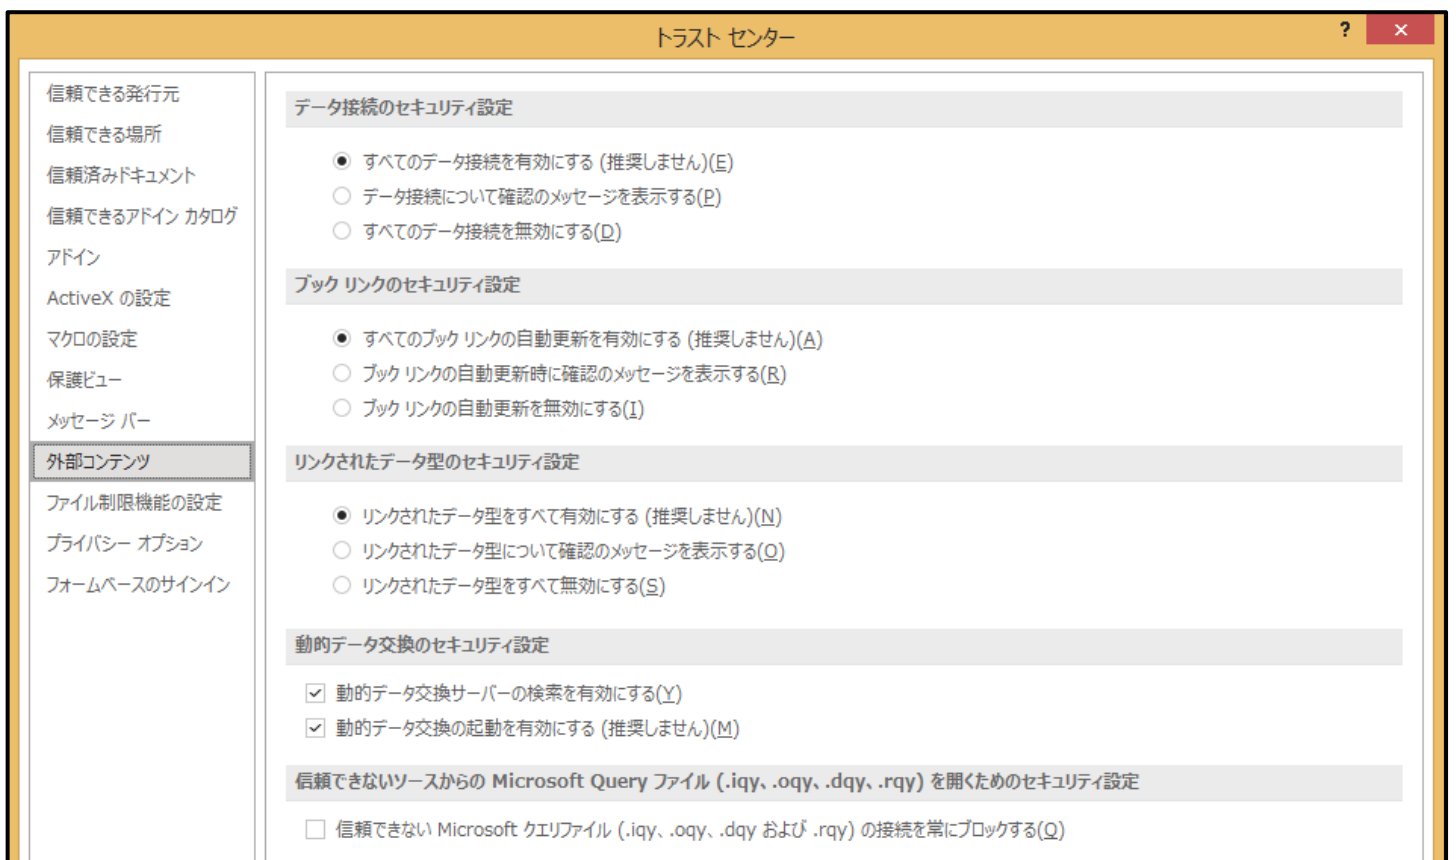 トラスト センター
?
信頼できる発行元
信頼できる場所
信頼済みドキュメント
信頼できるアドイン カタログ
アドイン
ActiveX の設定
マクロの設定
保護ビュー
メッセージ バー
外部コンテンツ
ファイル制限機能の設定
プライバシー オプション
フォームベースのサインイン
データ接続のセキュリティ設定
すべてのデータ接続を有効にする (推奨しません)(E)
データ接続について確認のメッセージを表示する(P)
すべてのデータ接続を無効にする(D)
ブック リンクのセキュリティ設定
すべてのブック リンクの自動更新を有効にする (推奨しません)(A)
ブック リンクの自動更新時に確認のメッセージを表示する(R)
ブック リンクの自動更新を無効にする(I)
リンクされたデータ型のセキュリティ設定
リンクされたデータ型をすべて有効にする (推奨しません)(N)
リンクされたデータ型について確認のメッセージを表示する(O)
リンクされたデータ型をすべて無効にする(S)
動的データ交換のセキュリティ設定
動的データ交換サーバーの検索を有効にする(Y)
動的データ交換の起動を有効にする (推奨しません)(M)
信頼できないソースからの Microsoft Query ファイル (.iqy、.oqy、.dqy、.rqy) を開くためのセキュリティ設定
信頼できない Microsoft クエリファイル (.iqy、.oqy、.dqy および .rqy) の接続を常にブロックする(Q)